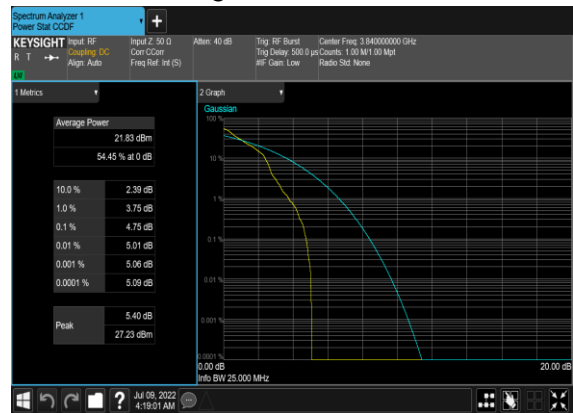 Spectrum Analyzer 1
Power Stat CCDF
KEYSIGHT
R T
LW
Input: RF
Coupling: DC
Align: Auto
Input Z: 50 Ω
Corr CCorr
Freq Ref: Int (S)
Atten: 40 dB
Trig: RF Burst
Trig Delay: 500.0 µs
#IF Gain: Low
Center Freq: 3.840000000 GHz
Counts: 1.00 M/1.00 Mpt
Radio Std: None
1 Metrics
Average Power
21.83 dBm
54.45 % at 0 dB
10.0 % 2.39 dB
1.0 % 3.75 dB
0.1 % 4.75 dB
0.01 % 5.01 dB
0.001 % 5.06 dB
0.0001 % 5.09 dB
Peak
5.40 dB
27.23 dBm
2 Graph
Gaussian
100 %
10 %
1 %
0.1 %
0.01 %
0.001 %
0.0001 %
0.00 dB 20.00 dB
Info BW 25.000 MHz
? Jul 09, 2022
4:19:01 AM